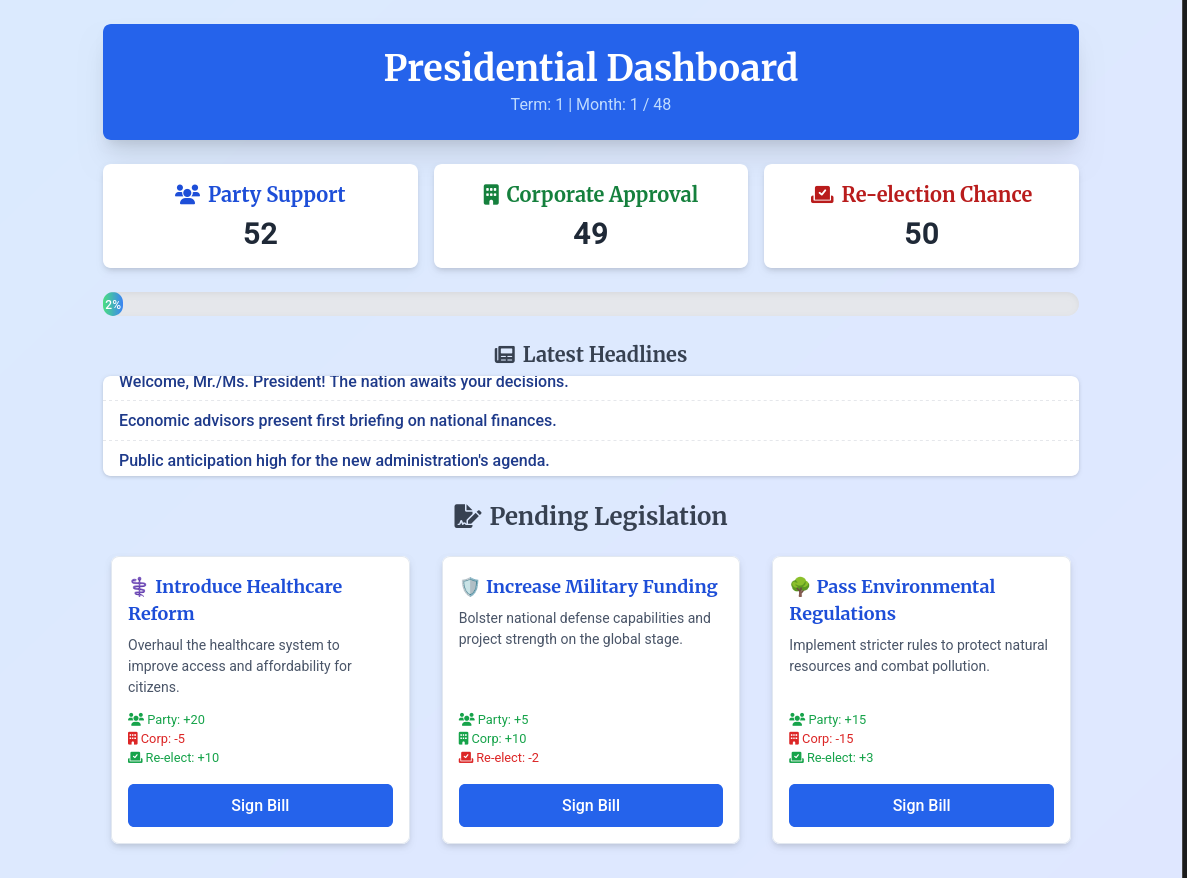 Presidential Dashboard
Term: 1 | Month: 1 / 48
Party Support
52
Corporate Approval
49
Re-election Chance
50
2%
Latest Headlines
Welcome, Mr./Ms. President! The nation awaits your decisions.
Economic advisors present first briefing on national finances.
Public anticipation high for the new administration's agenda.
Pending Legislation
Introduce Healthcare
Reform
Overhaul the healthcare system to
improve access and affordability for
citizens.
Party: +20
Corp: -5
Re-elect: +10
Sign Bill
Increase Military Funding
Bolster national defense capabilities and
project strength on the global stage.
Party: +5
Corp: +10
Re-elect: -2
Sign Bill
Pass Environmental
Regulations
Implement stricter rules to protect natural
resources and combat pollution.
Party: +15
Corp: -15
Re-elect: +3
Sign Bill